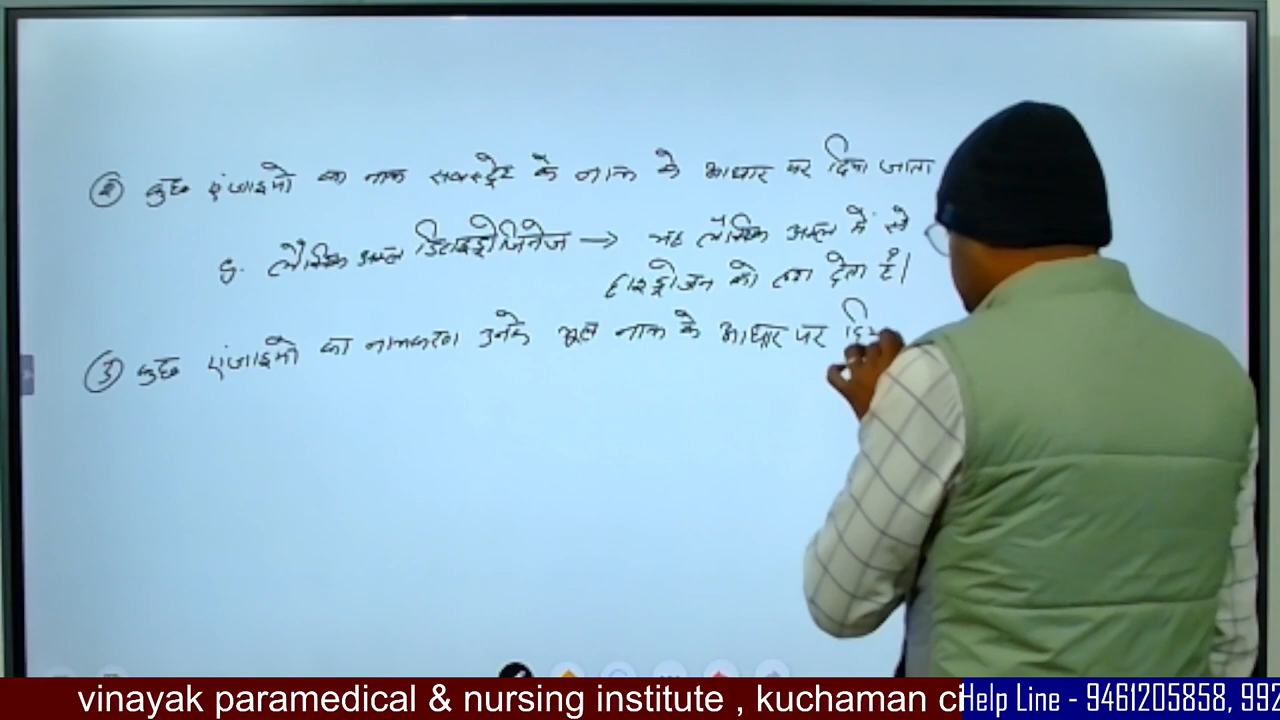 ② कुछ एंजाइमो का नाम सबस्ट्रेट के नाम के आधार पर दिया जाता
eg. लैक्टिक अम्ल डिहाइड्रोजिनेज → यह लैक्टिक अम्ल में से
हाइड्रोजन को हटा देता है।
③ कुछ एंजाइमो का नामकरण उनके मूल नाम के आधार पर
vinayak paramedical & nursing institute , kuchaman
Help Line - 9461205858, 992